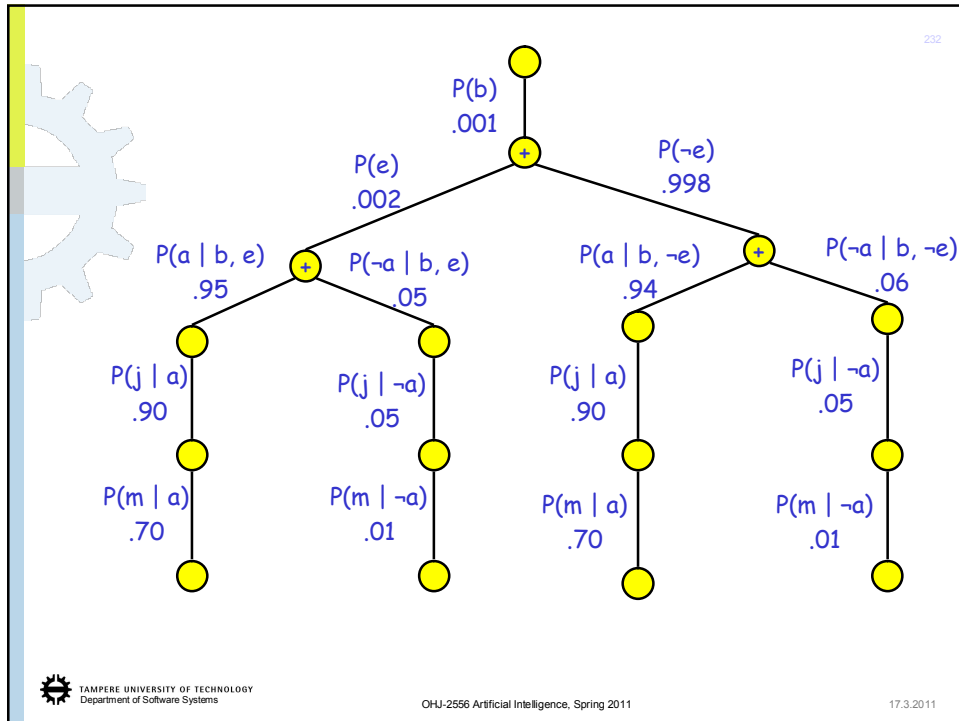 232
P(b)
.001
+
P(e)
.002
P(¬e)
.998
+
+
P(a | b, e)
.95
P(¬a | b, e)
.05
P(a | b, ¬e)
.94
P(¬a | b, ¬e)
.06
P(j | a)
.90
P(j | ¬a)
.05
P(j | a)
.90
P(j | ¬a)
.05
P(m | a)
.70
P(m | ¬a)
.01
P(m | a)
.70
P(m | ¬a)
.01
TAMPERE UNIVERSITY OF TECHNOLOGY
Department of Software Systems
OHJ-2556 Artificial Intelligence, Spring 2011
17.3.2011